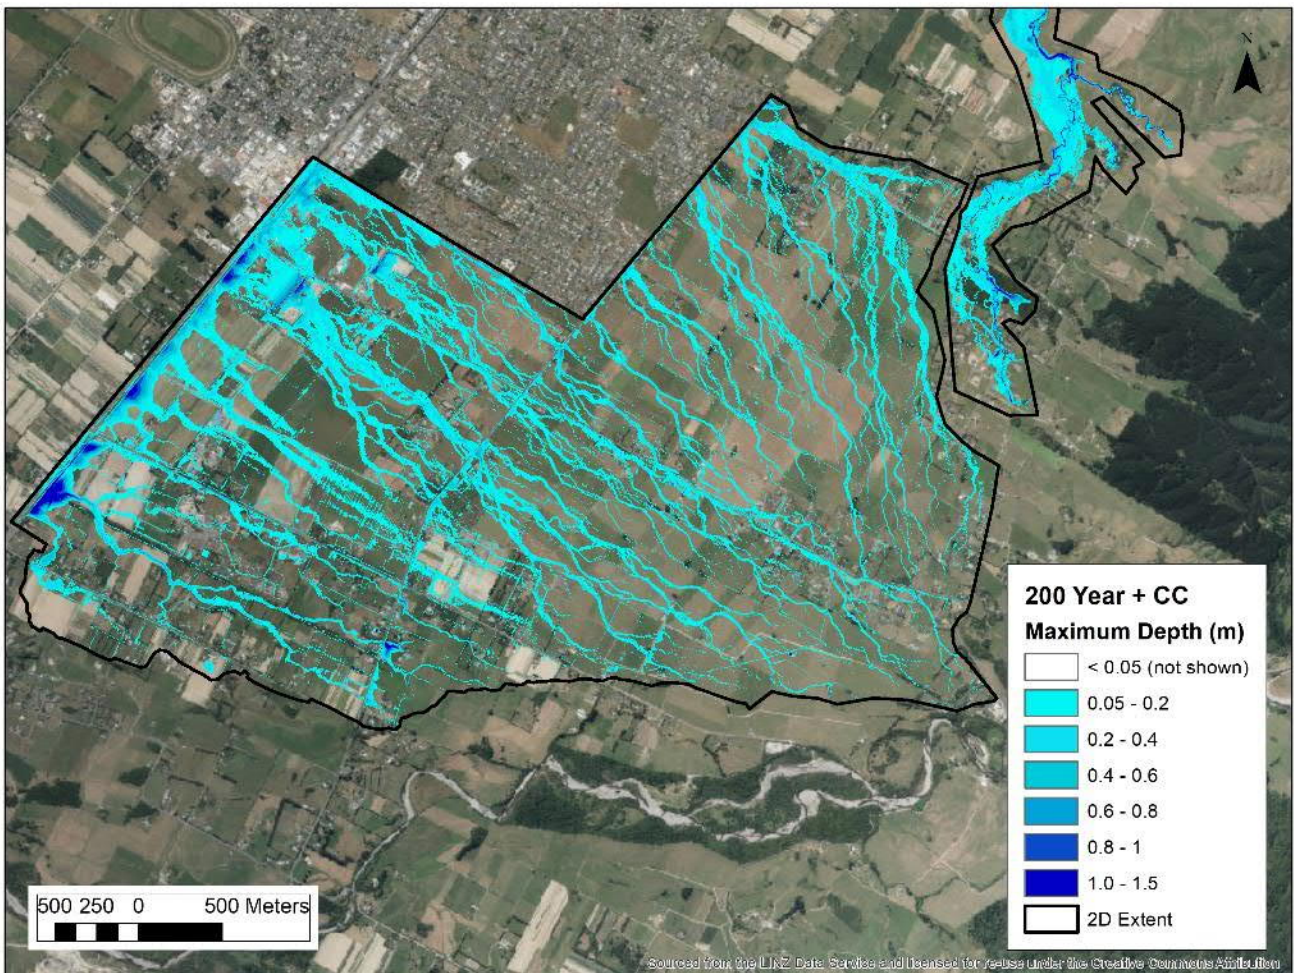 N
200 Year + CC
Maximum Depth (m)
< 0.05 (not shown)
0.05 - 0.2
0.2 - 0.4
0.4 - 0.6
0.6 - 0.8
0.8 - 1
1.0 - 1.5
2D Extent
500 250 0 500 Meters
Sourced from the LINZ Data Service and licensed for re-use under the Creative Commons Attribution